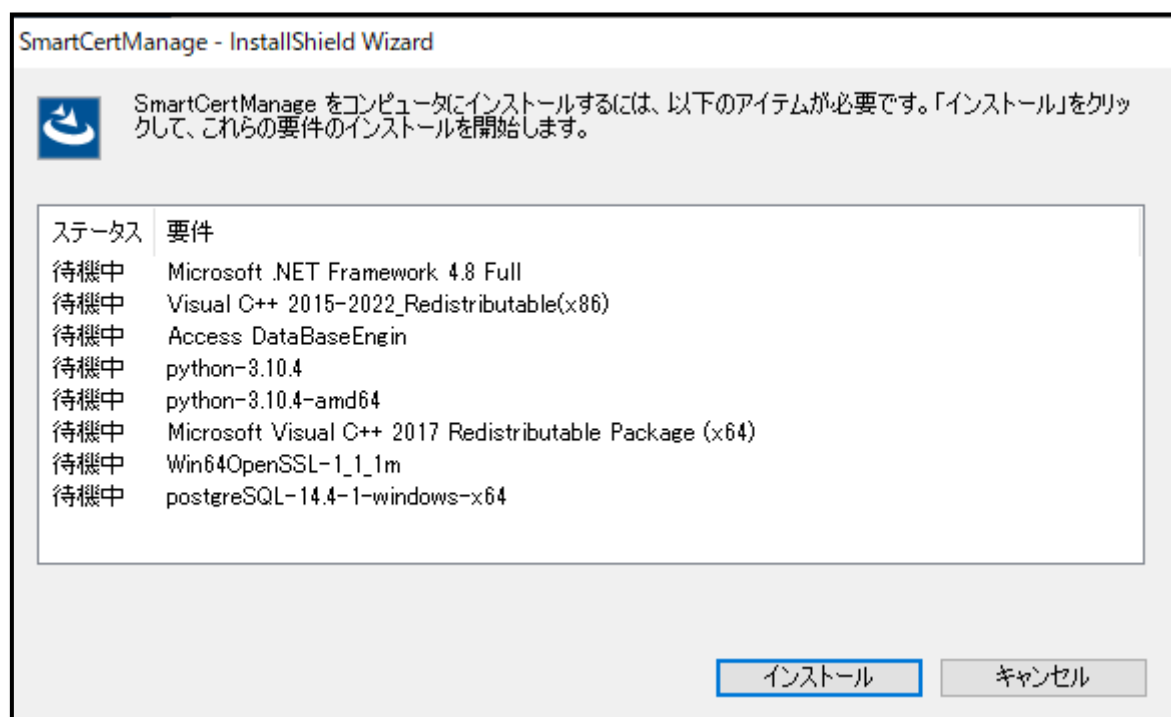 SmartCertManage - InstallShield Wizard
SmartCertManage をコンピュータにインストールするには、以下のアイテムが必要です。「インストール」をクリッ
クして、これらの要件のインストールを開始します。
ステータス 要件
待機中 Microsoft .NET Framework 4.8 Full
待機中 Visual C++ 2015-2022_Redistributable(x86)
待機中 Access DataBaseEngin
待機中 python-3.10.4
待機中 python-3.10.4-amd64
待機中 Microsoft Visual C++ 2017 Redistributable Package (x64)
待機中 Win64OpenSSL-1_1_1m
待機中 postgreSQL-14.4-1-windows-x64
インストール キャンセル